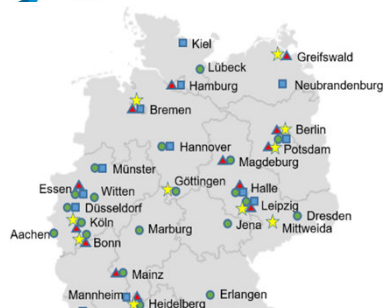 Kiel
Greifswald
Lübeck
Hamburg
Neubrandenburg
Bremen
Berlin
Hannover
Potsdam
Magdeburg
Münster
Göttingen
Essen
Halle
Witten
Düsseldorf
Leipzig
Köln
Dresden
Aachen
Marburg
Jena
Mittweida
Bonn
Mainz
Mannheim
Erlangen
Heidelberg